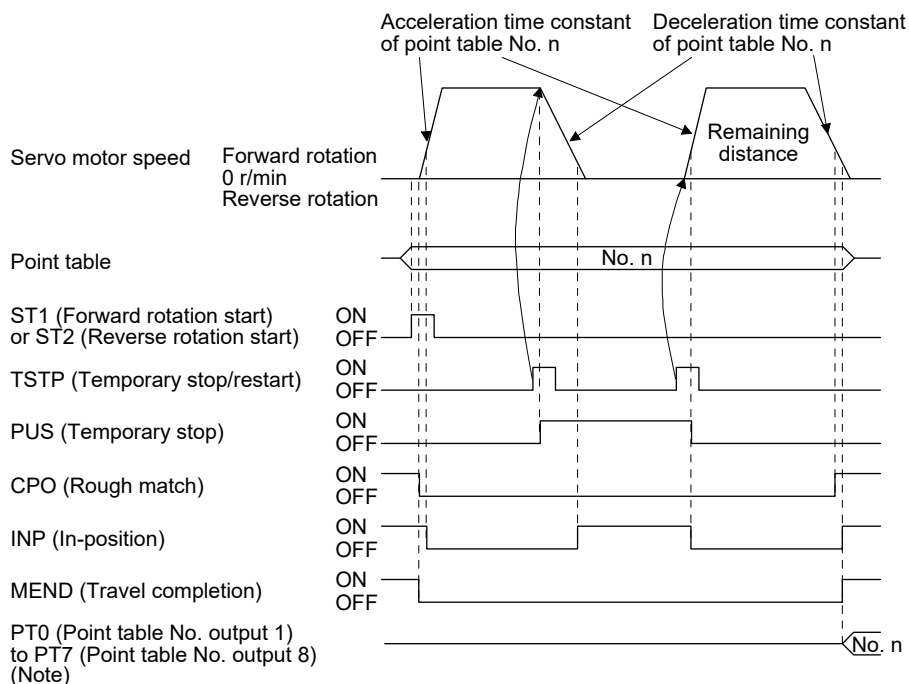 Acceleration time constant
of point table No. n
Deceleration time constant
of point table No. n
Servo motor speed
Forward rotation
0 r/min
Reverse rotation
Remaining
distance
Point table
No. n
ST1 (Forward rotation start)
or ST2 (Reverse rotation start)
ON
OFF
TSTP (Temporary stop/restart)
ON
OFF
PUS (Temporary stop)
ON
OFF
CPO (Rough match)
ON
OFF
INP (In-position)
ON
OFF
MEND (Travel completion)
ON
OFF
PT0 (Point table No. output 1)
to PT7 (Point table No. output 8)
(Note)
No. n